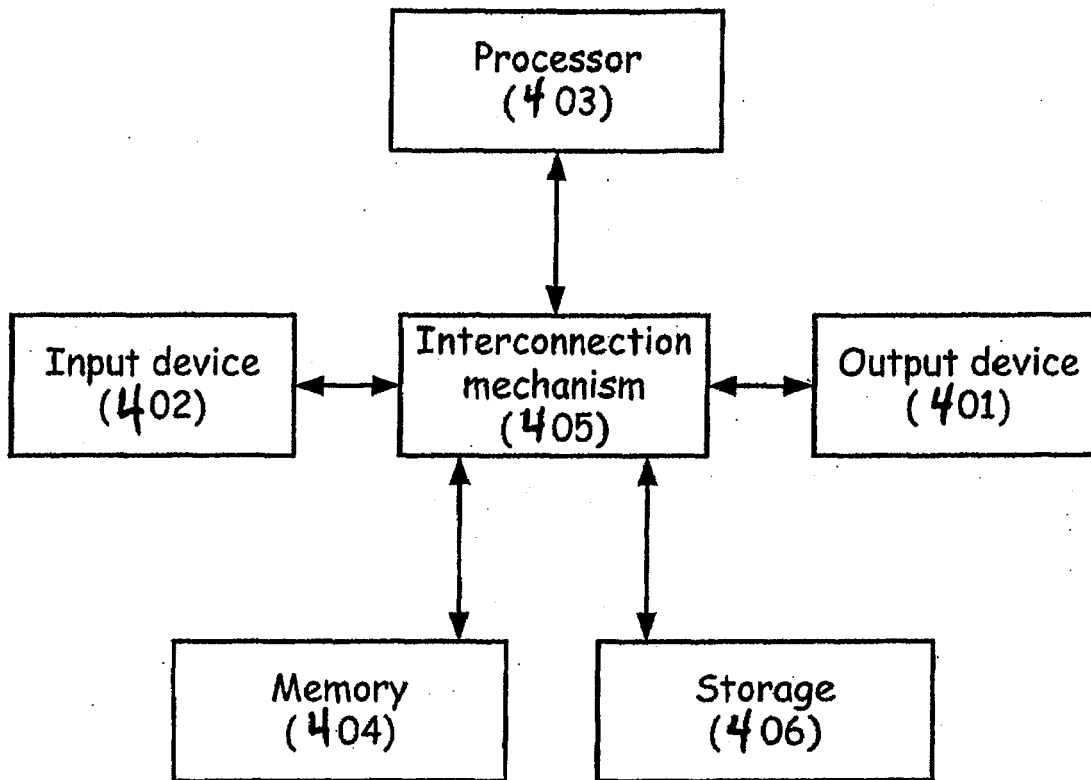 Processor
(403)
Input device
(402)
Interconnection
mechanism
(405)
Output device
(401)
Memory
(404)
Storage
(406)